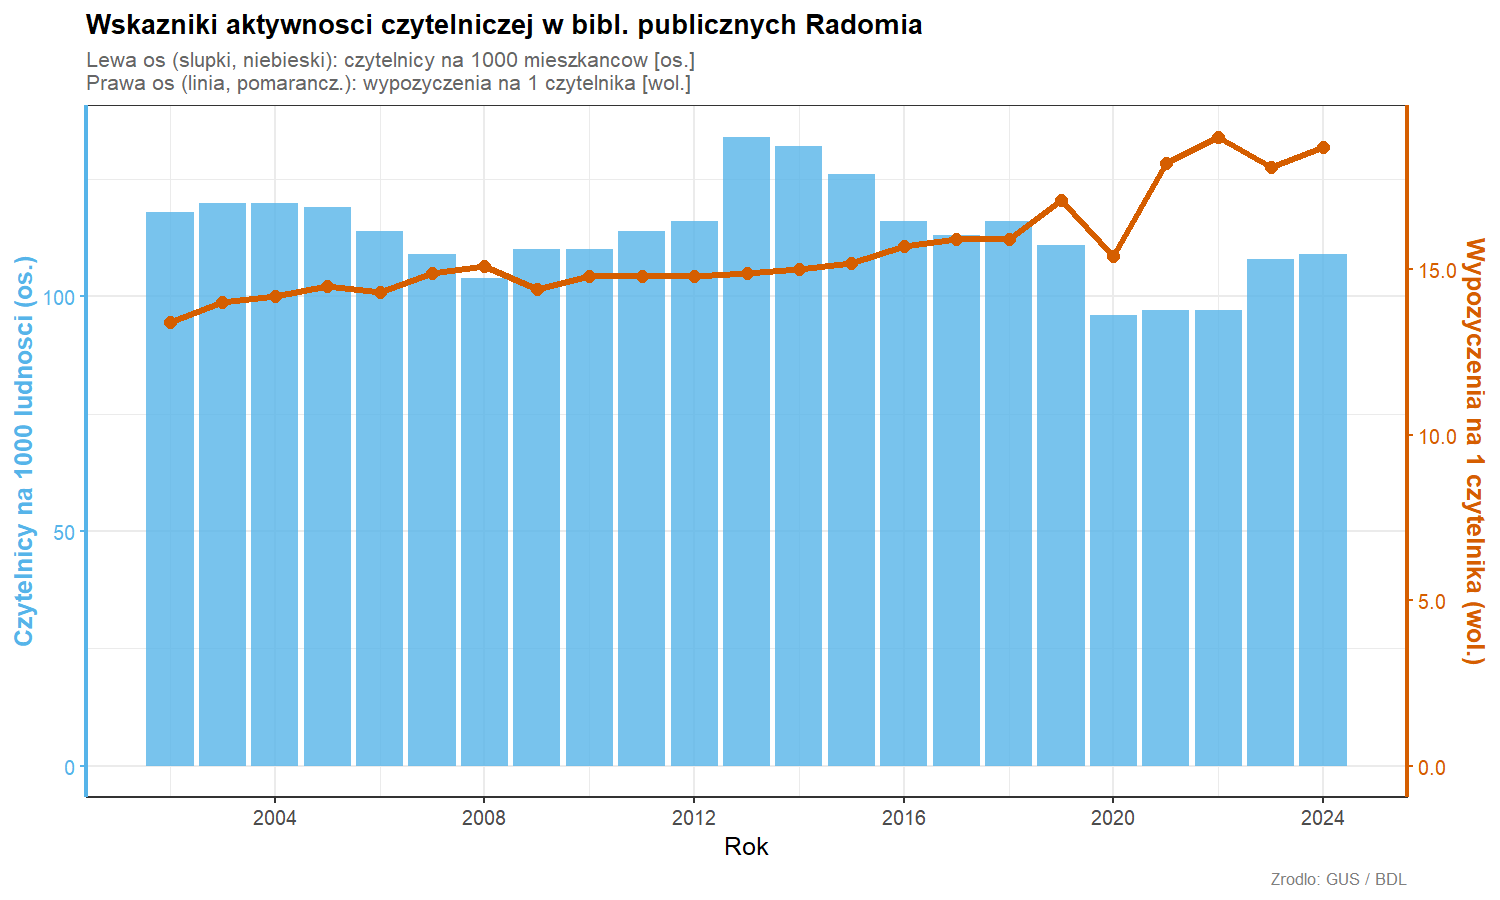 Wskazniki aktywnosci czytelniczej w bibl. publicznych Radomia
Lewa os (slupki, niebieski): czytelnicy na 1000 mieszkancow [os.]
Prawa os (linia, pomarancz.): wypozyczenia na 1 czytelnika [wol.]
Czytelnicy na 1000 ludnosci (os.)
100
50
0
15.0
10.0
5.0
0.0
Wypozyczenia na 1 czytelnika (wol.)
2004
2008
2012
2016
2020
2024
Rok
Zrodlo: GUS / BDL